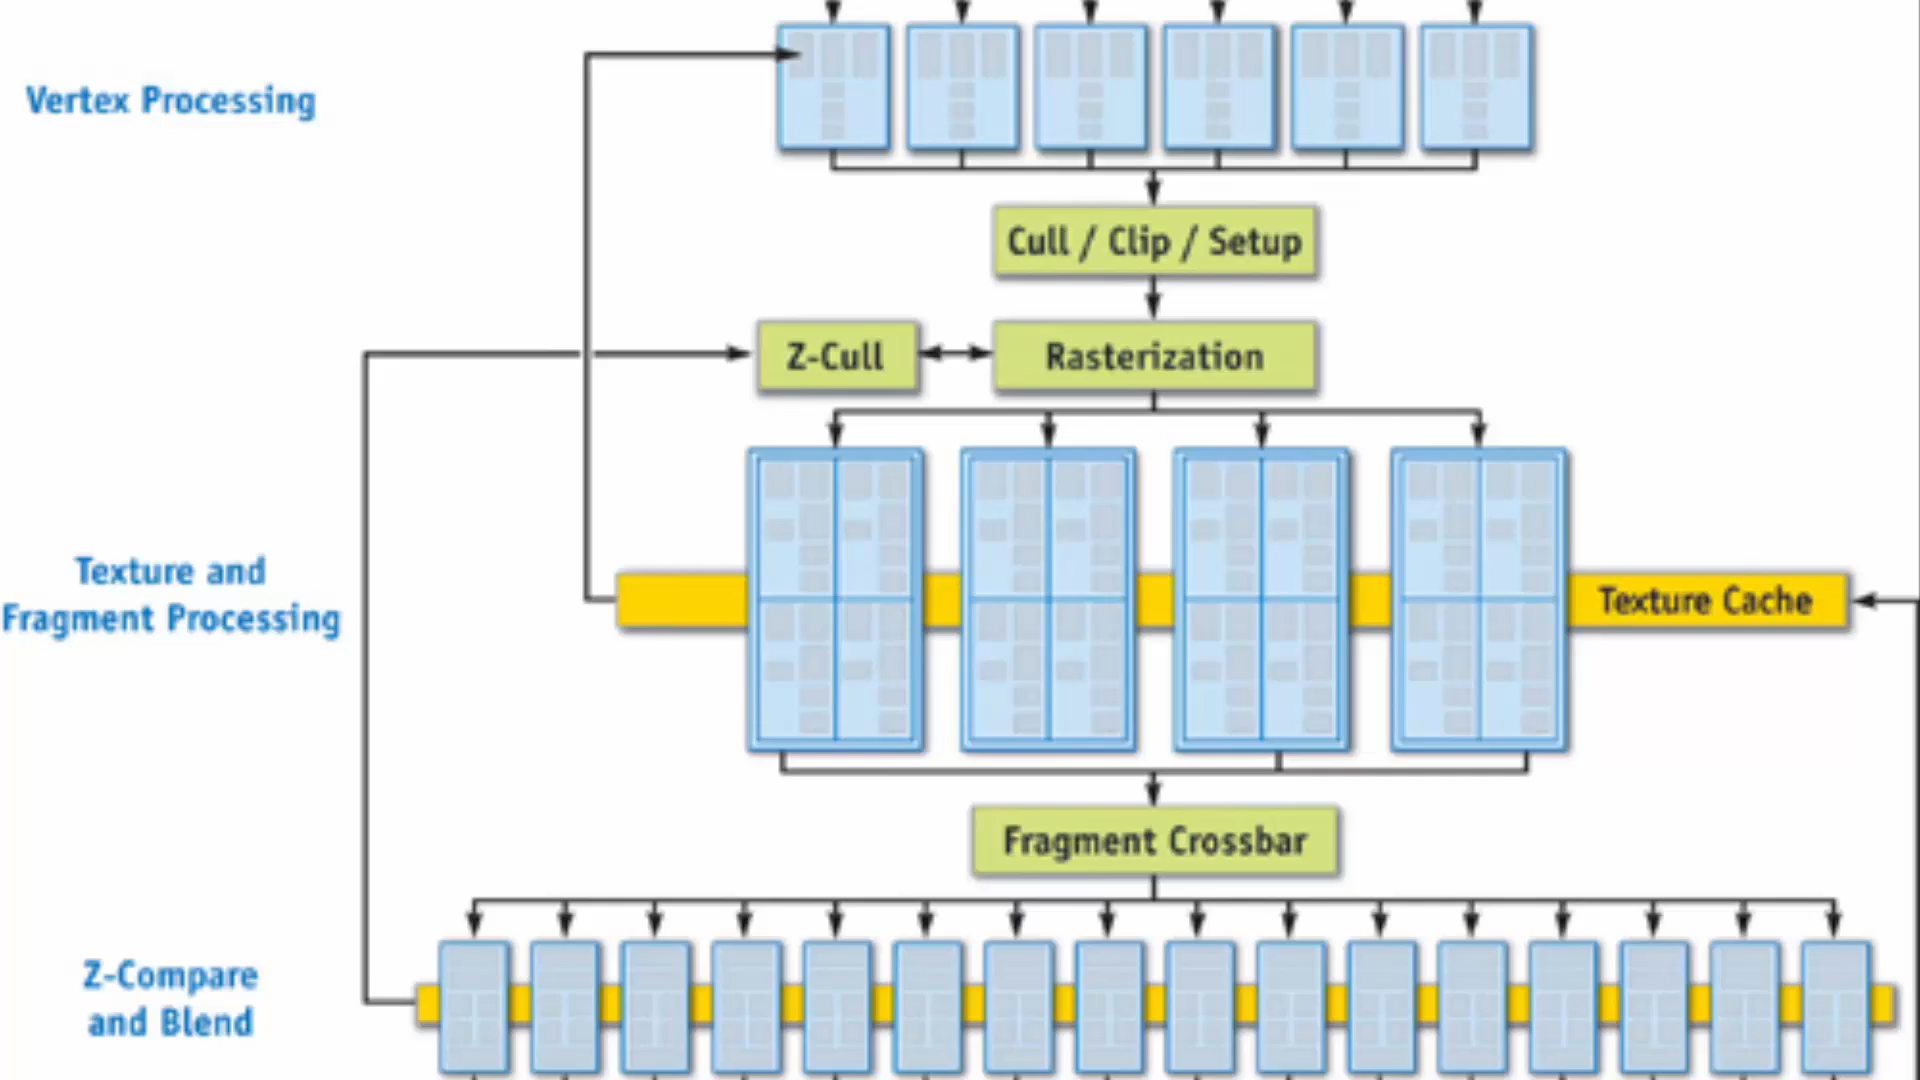 Vertex Processing
Cull / Clip / Setup
Z-Cull
Rasterization
Texture and
Fragment Processing
Texture Cache
Fragment Crossbar
Z-Compare
and Blend